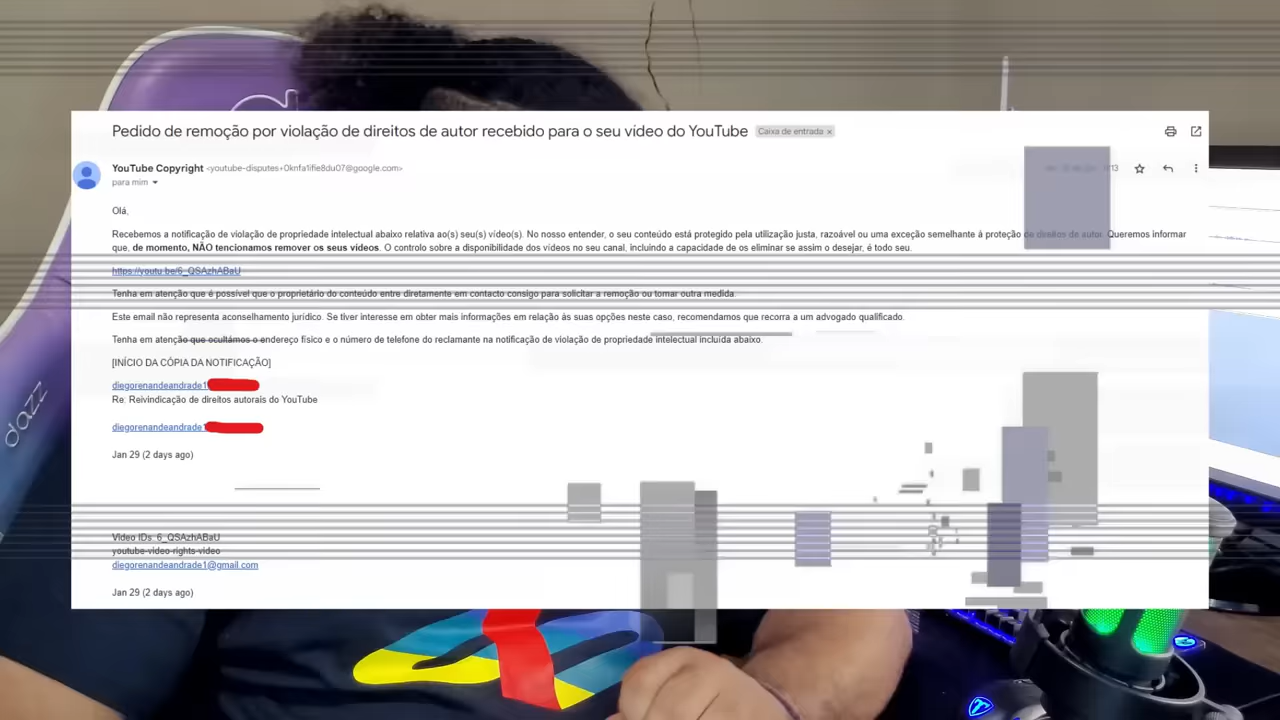 Pedido de remoção por violação de direitos de autor recebido para o seu vídeo do YouTube Caixa de entrada x
YouTube Copyright <youtube-disputes+0knfa1ifie8du07@google.com>
para mim
Olá,
Recebemos a notificação de violação de propriedade intelectual abaixo relativa ao(s) seu(s) vídeo(s). No nosso entender, o seu conteúdo está protegido pela utilização justa, razoável ou uma exceção semelhante à proteção de direitos de autor. Queremos informar
que, de momento, NÃO tencionamos remover os seus vídeos. O controlo sobre a disponibilidade dos vídeos no seu canal, incluindo a capacidade de os eliminar se assim o desejar, é todo seu.
https://youtu.be/6_QSAzhABaU
Tenha em atenção que é possível que o proprietário do conteúdo entre diretamente em contacto consigo para solicitar a remoção ou tomar outra medida.
Este email não representa aconselhamento jurídico. Se tiver interesse em obter mais informações em relação às suas opções neste caso, recomendamos que recorra a um advogado qualificado.
Tenha em atenção que ocultámos o endereço físico e o número de telefone do reclamante na notificação de violação de propriedade intelectual incluída abaixo.
[INÍCIO DA CÓPIA DA NOTIFICAÇÃO]
diegorenandeandrade1
Re: Reivindicação de direitos autorais do YouTube
diegorenandeandrade1
Jan 29 (2 days ago)
Video IDs: 6_QSAzhABaU
youtube-video-rights-video
diegorenandeandrade1@gmail.com
Jan 29 (2 days ago)
dazz